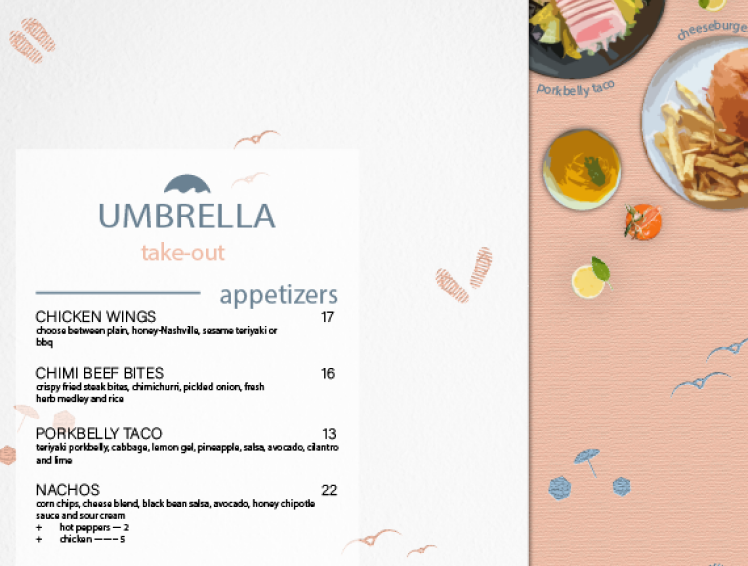 UMBRELLA
take-out
appetizers
CHICKEN WINGS 17
choose between plain, honey-Nashville, sesame teriyaki or
bbq
CHIMI BEEF BITES 16
crispy fried steak bites, chimichurri, pickled onion, fresh
herb medley and rice
PORKBELLY TACO 13
teriyaki porkbelly, cabbage, lemon gel, pineapple, salsa, avocado, cilantro
and lime
NACHOS 22
corn chips, cheese blend, black bean salsa, avocado, honey chipotle
sauce and sour cream
+ hot peppers — 2
+ chicken ——– 5
porkbelly taco
cheeseburge